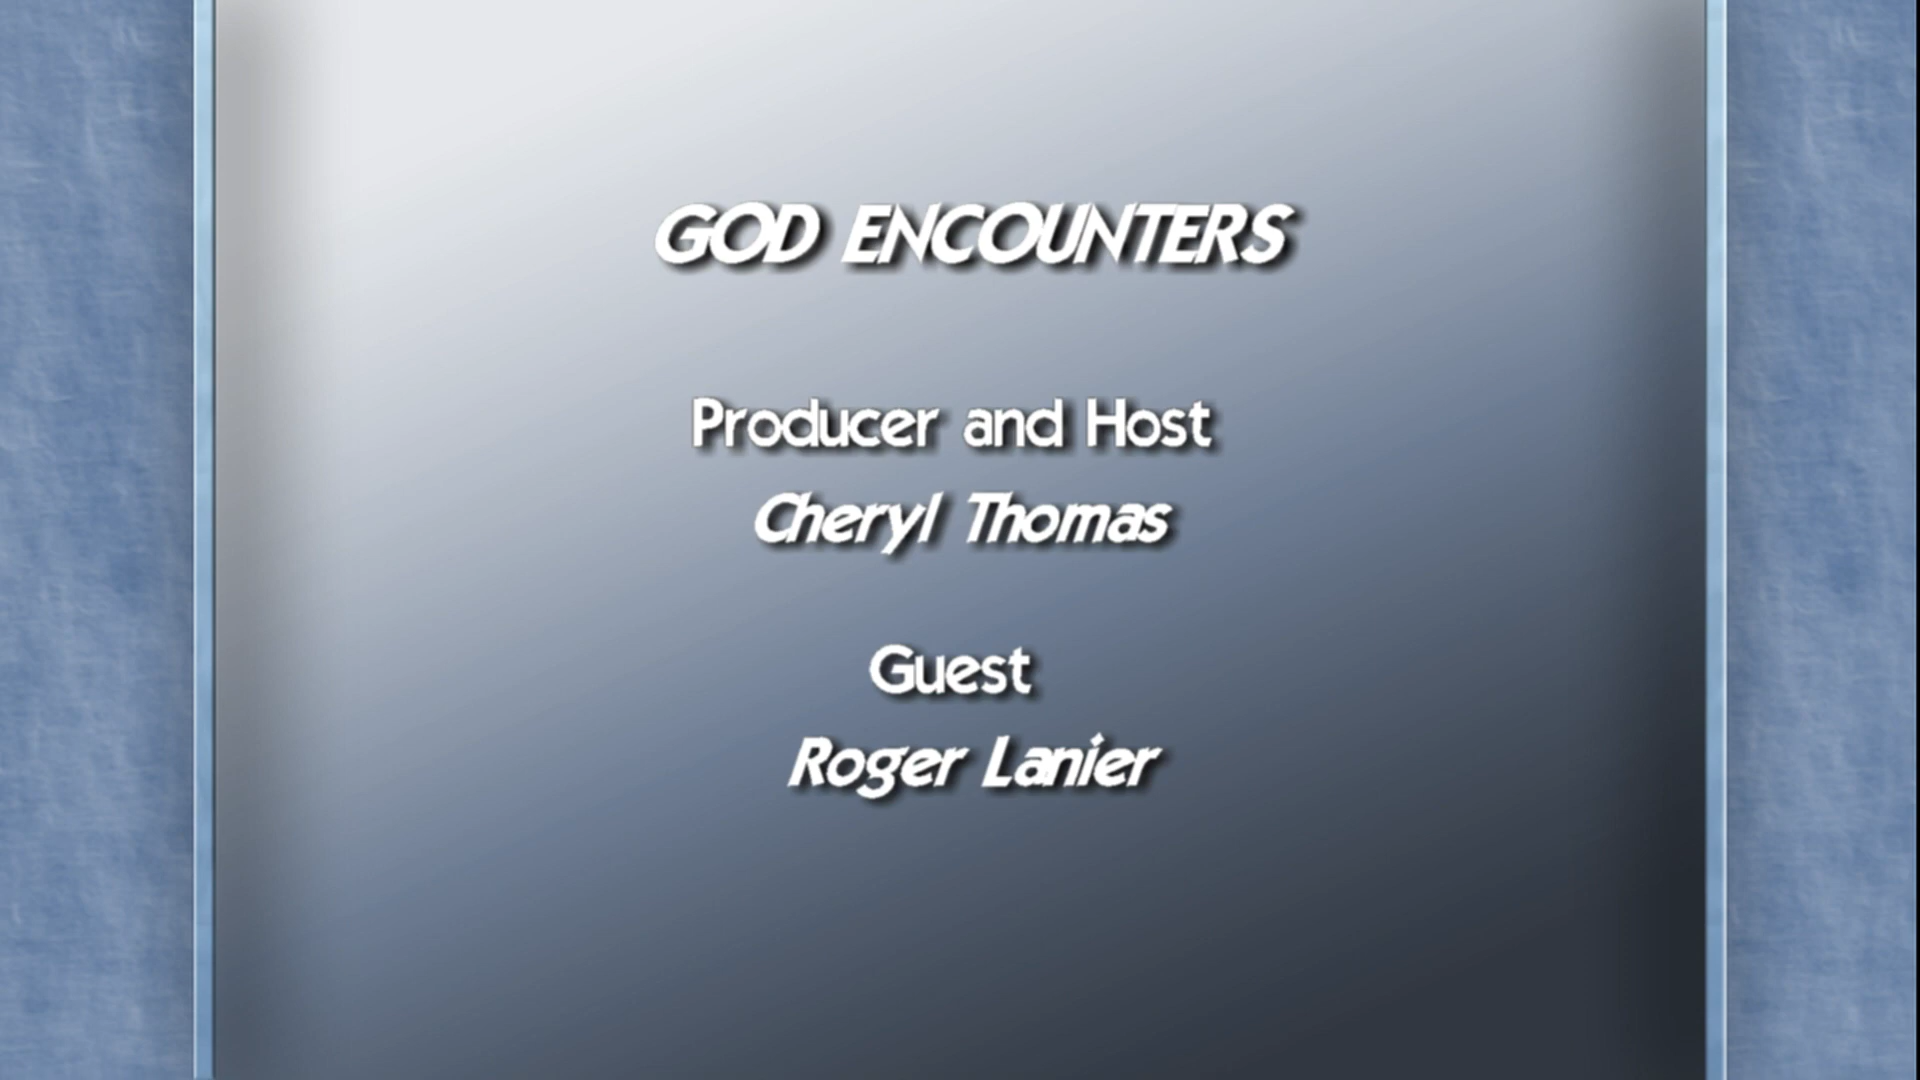 GOD ENCOUNTERS
Producer and Host
Cheryl Thomas
Guest
Roger Lanier